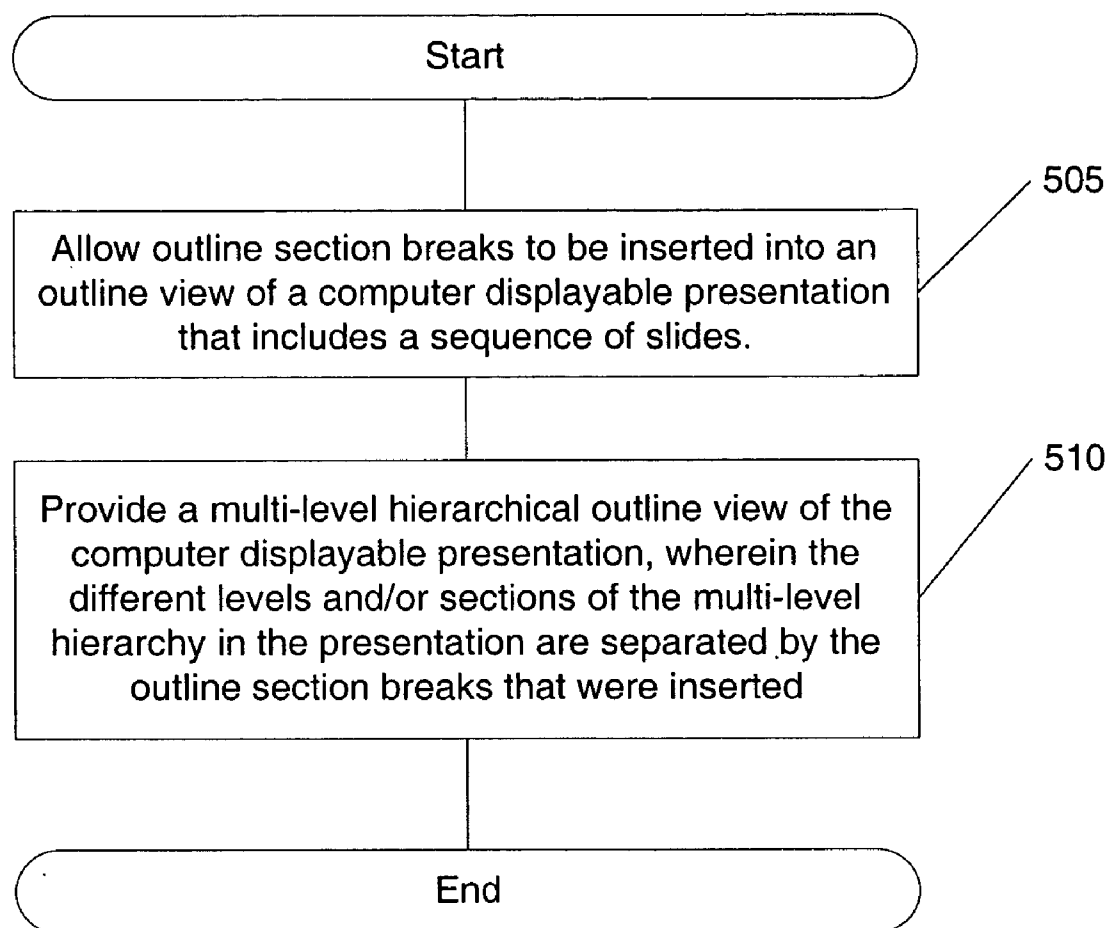 Start
505
Allow outline section breaks to be inserted into an
outline view of a computer displayable presentation
that includes a sequence of slides.
510
Provide a multi-level hierarchical outline view of the
computer displayable presentation, wherein the
different levels and/or sections of the multi-level
hierarchy in the presentation are separated by the
outline section breaks that were inserted
End